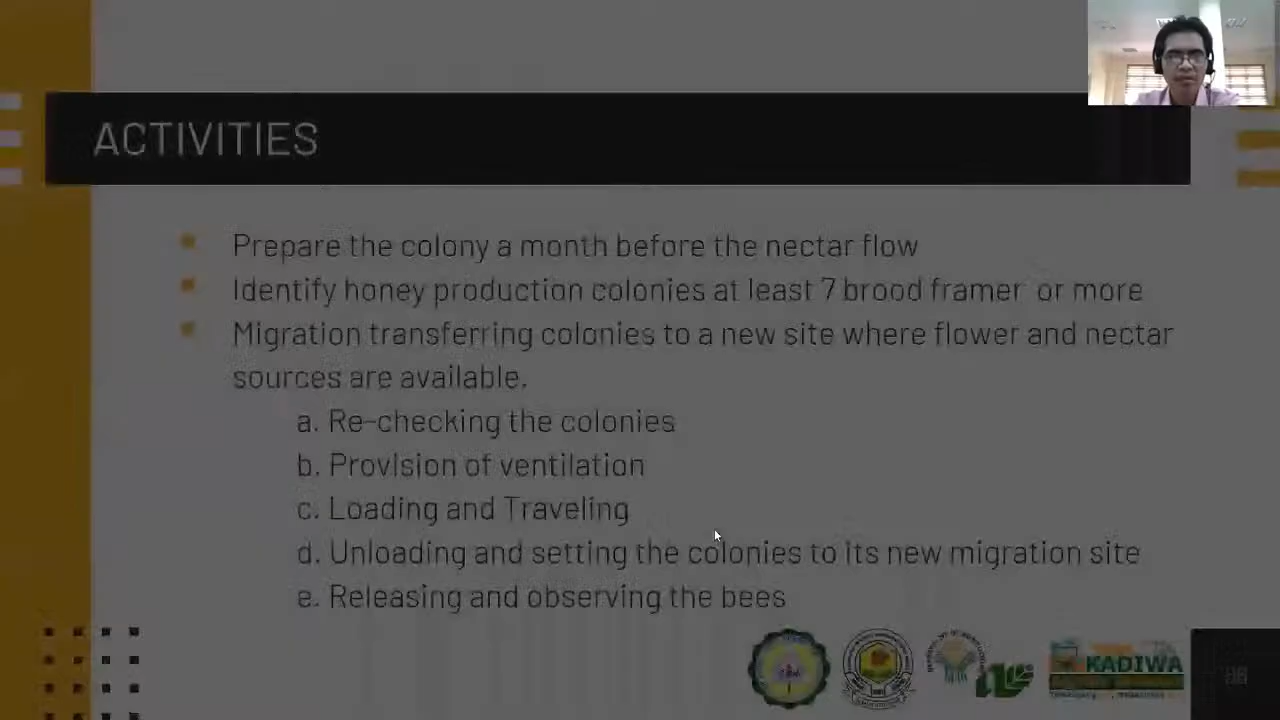 ACTIVITIES
Prepare the colony a month before the nectar flow
Identify honey production colonies at least 7 brood framer or more
Migration transferring colonies to a new site where flower and nectar
sources are available.
a. Re-checking the colonies
b. Provision of ventilation
c. Loading and Traveling
d. Unloading and setting the colonies to its new migration site
e. Releasing and observing the bees
KADIWA